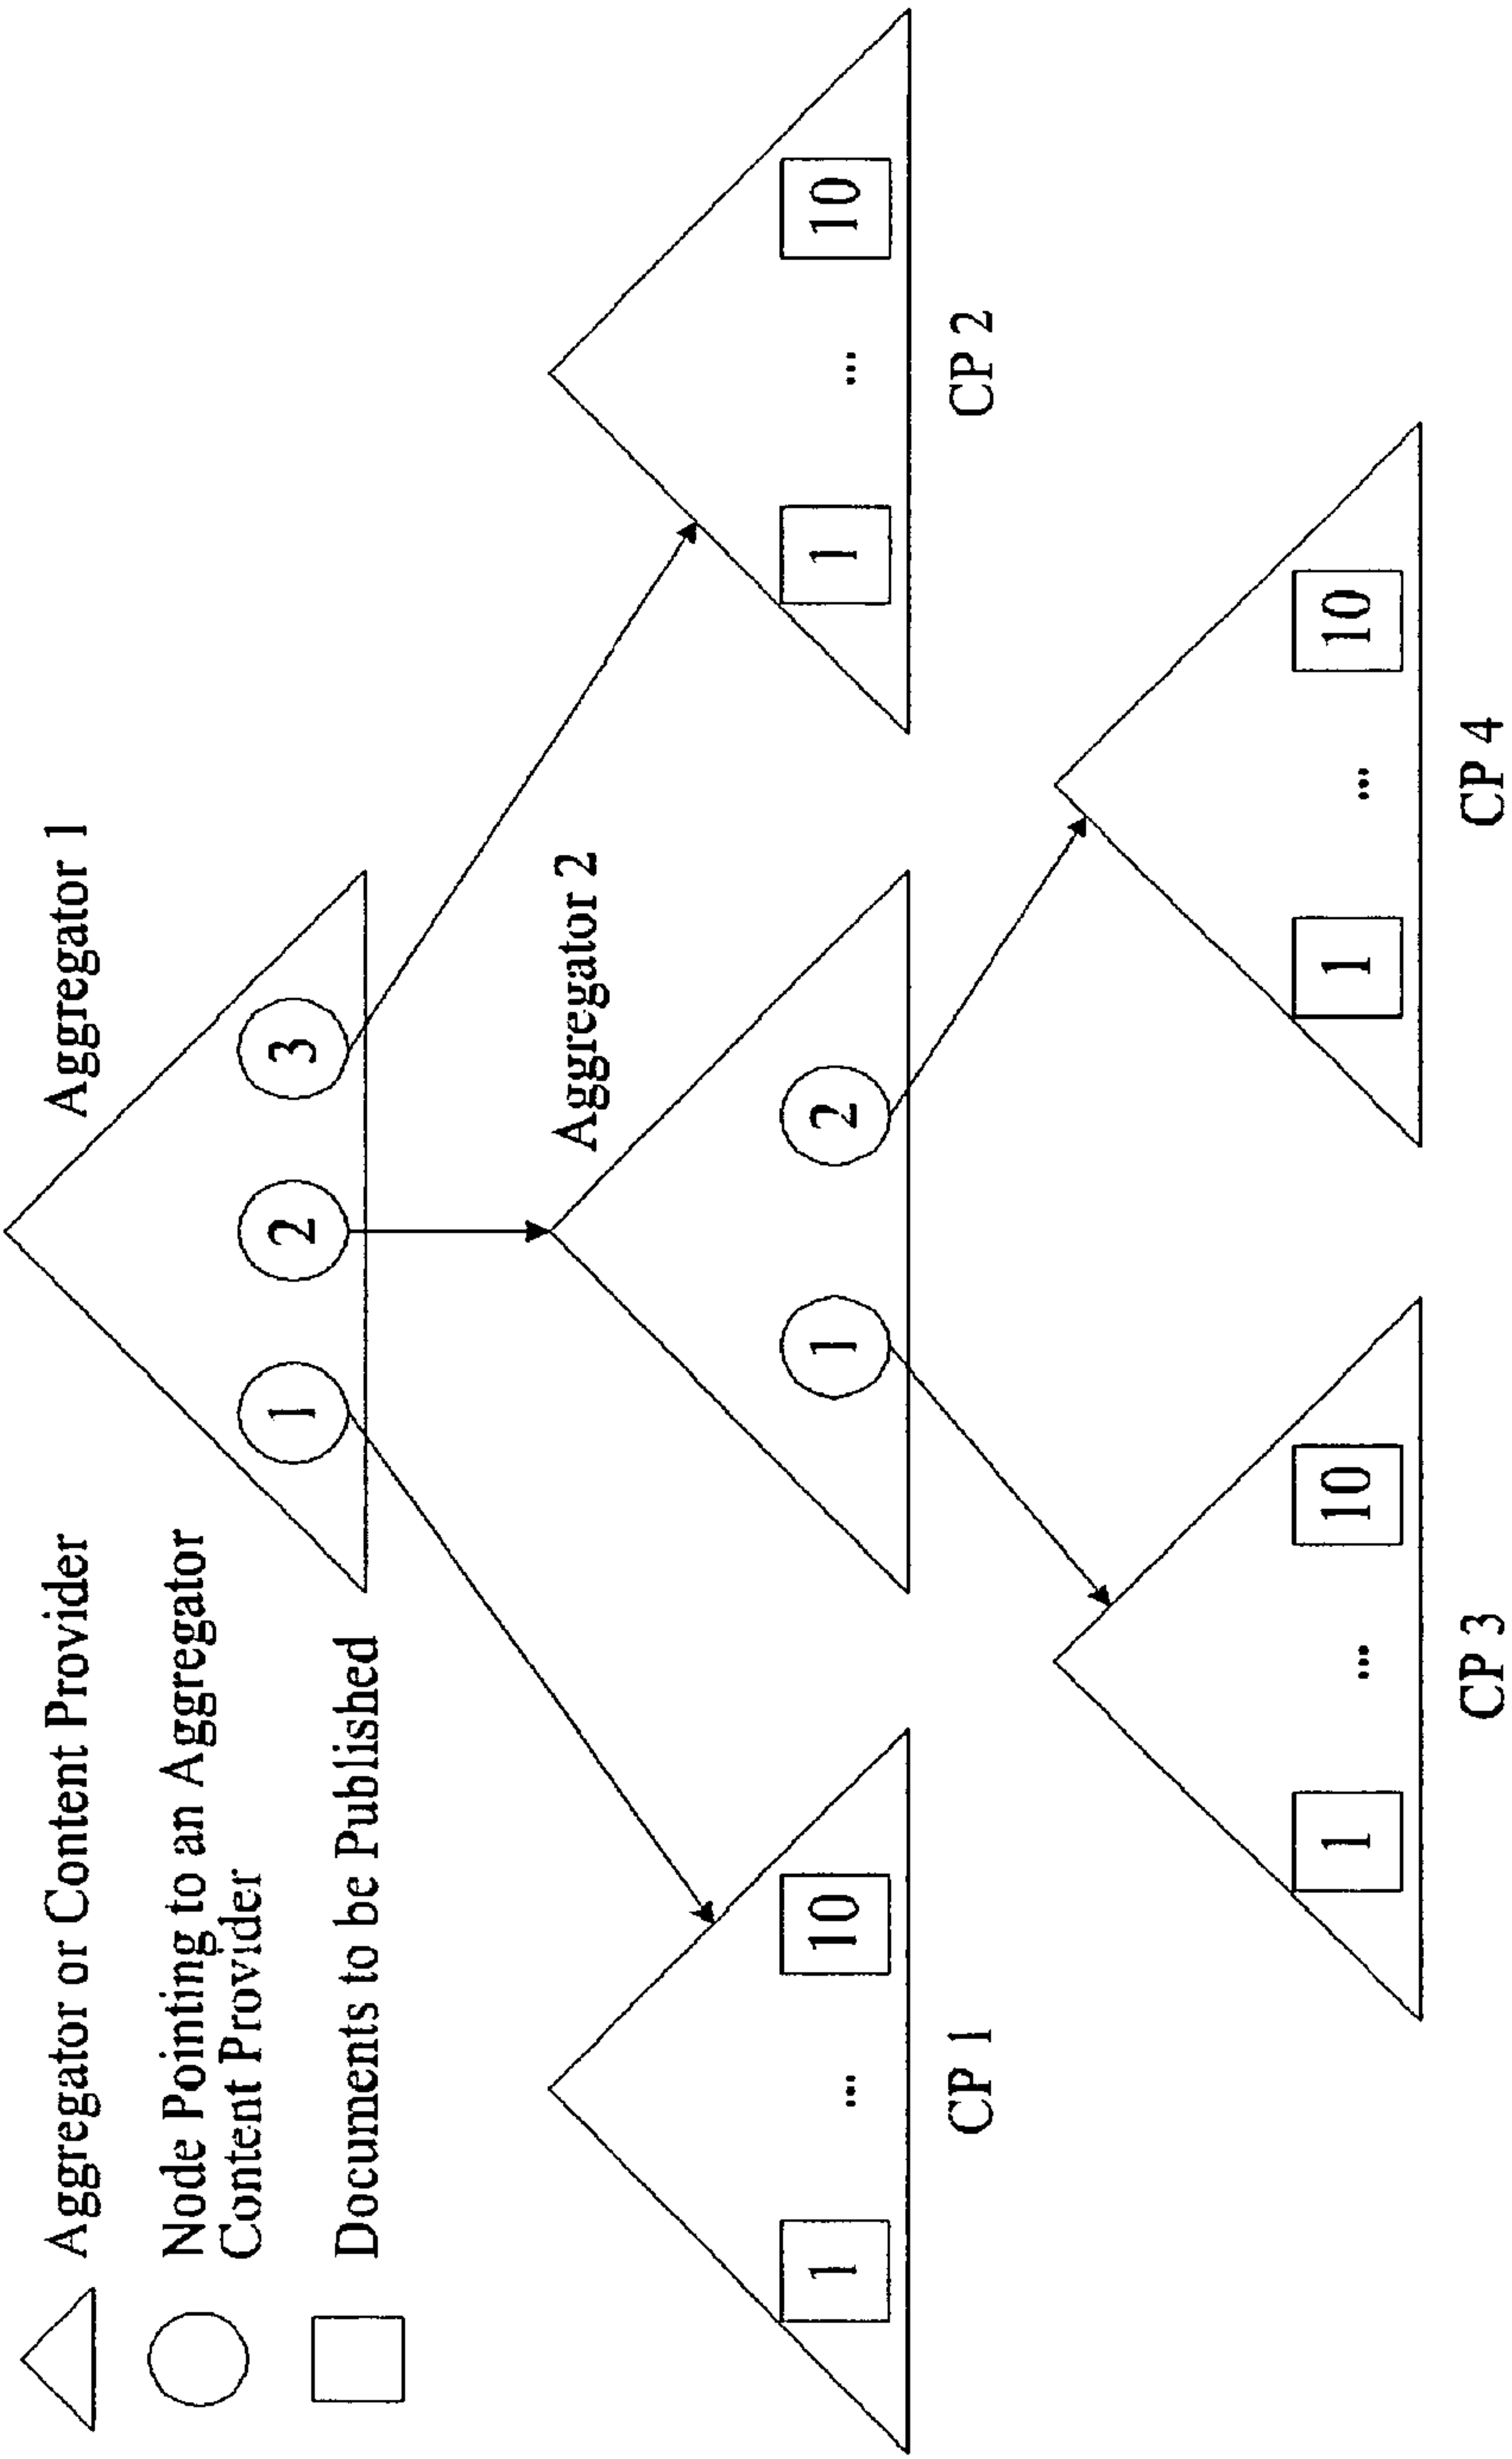 Aggregator or Content Provider
Node Pointing to an Aggregator
Content Provider
Documents to be Published
Aggregator 1
1
2
3
Aggregator 2
1
2
1
...
10
CP 1
1
...
10
CP 2
1
...
10
CP 3
1
...
10
CP 4